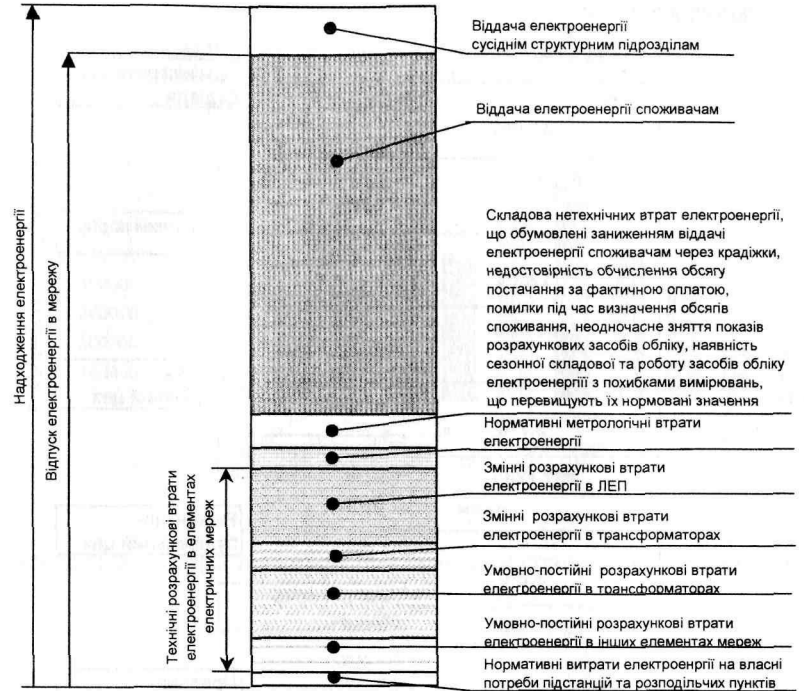 Віддача електроенергії
сусіднім структурним підрозділам
Віддача електроенергії споживачам
Складова нетехнічних втрат електроенергії,
що обумовлені заниженням віддачі
електроенергії споживачам через крадіжки,
недостовірність обчислення обсягу
постачання за фактичною оплатою,
помилки під час визначення обсягів
споживання, неодночасне зняття показів
розрахункових засобів обліку, наявність
сезонної складової та роботу засобів обліку
електроенергіїї з похибками вимірювань,
що перевищують їх нормовані значення
Нормативні метрологічні втрати
електроенергії
Змінні розрахункові втрати
електроенергії в ЛЕП
Змінні розрахункові втрати
електроенергії в трансформаторах
Умовно-постійні розрахункові втрати
електроенергії в трансформаторах
Умовно-постійні розрахункові втрати
електроенергії в інших елементах мереж
Нормативні витрати електроенргії на власні
потреби підстанцій та розподільчих пунктів
Надходження електроенергії
Відпуск електроенергії в мережу
Технічні розрахункові втрати
електроенергії в елементах
електричних мереж